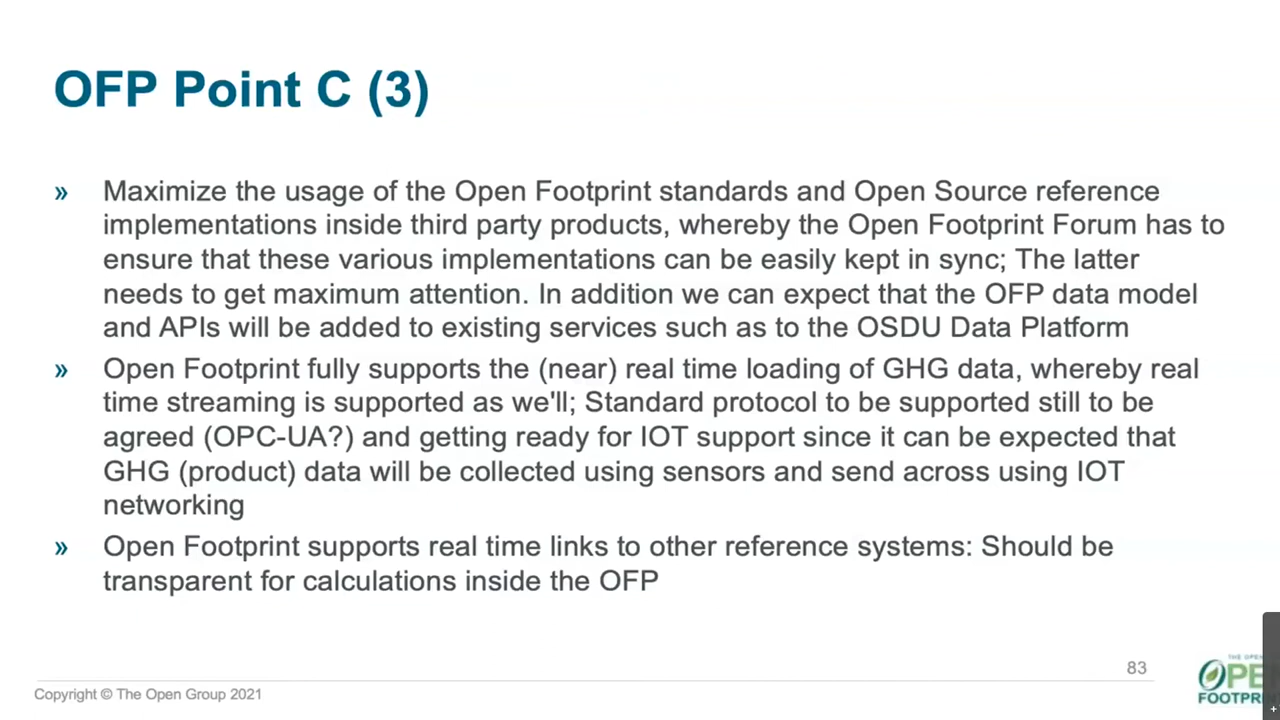 OFP Point C (3)
» Maximize the usage of the Open Footprint standards and Open Source reference
implementations inside third party products, whereby the Open Footprint Forum has to
ensure that these various implementations can be easily kept in sync; The latter
needs to get maximum attention. In addition we can expect that the OFP data model
and APIs will be added to existing services such as to the OSDU Data Platform
» Open Footprint fully supports the (near) real time loading of GHG data, whereby real
time streaming is supported as we'll; Standard protocol to be supported still to be
agreed (OPC-UA?) and getting ready for IOT support since it can be expected that
GHG (product) data will be collected using sensors and send across using IOT
networking
» Open Footprint supports real time links to other reference systems: Should be
transparent for calculations inside the OFP
83
Copyright © The Open Group 2021
THE OPE
OPE
FOOTPRI